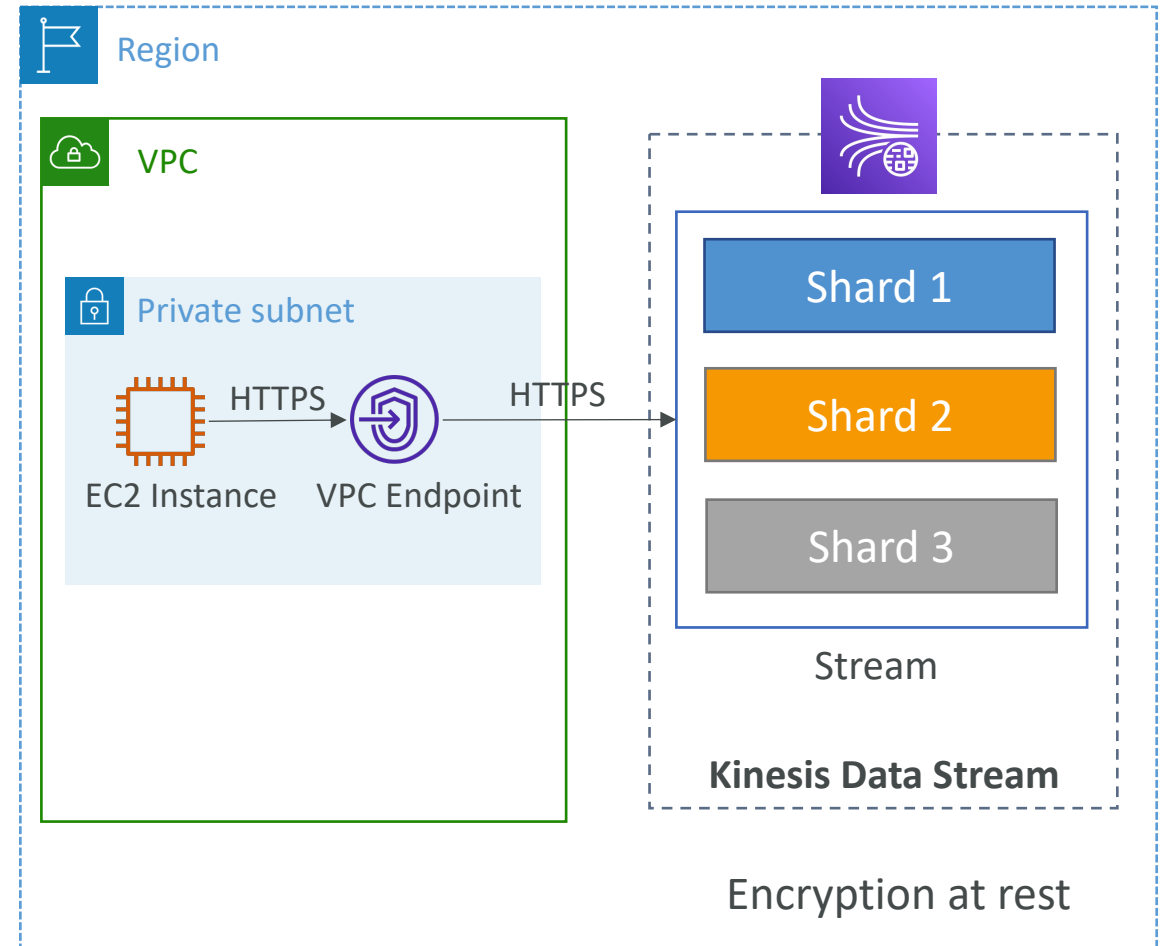 Region
VPC
Private subnet
HTTPS
HTTPS
EC2 Instance
VPC Endpoint
Shard 1
Shard 2
Shard 3
Stream
Kinesis Data Stream
Encryption at rest